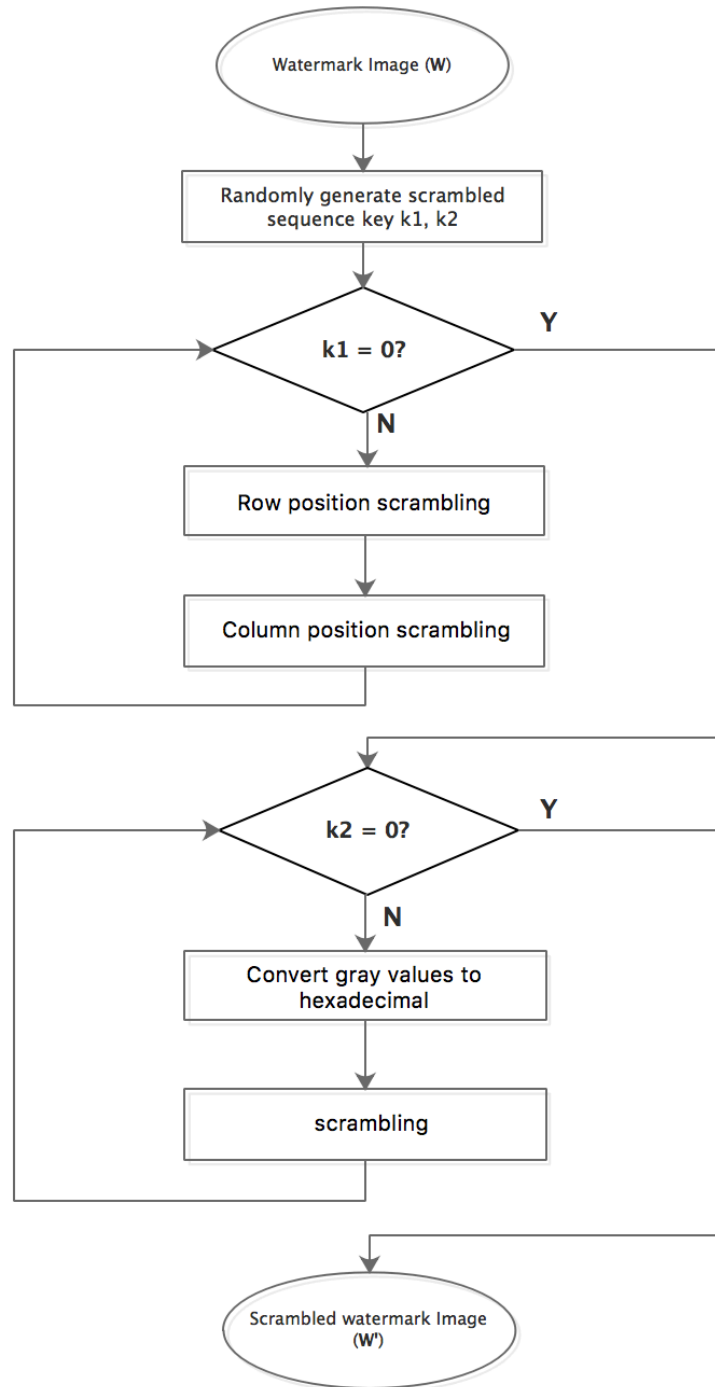 Watermark Image (W)
Randomly generate scrambled
sequence key k1, k2
k1 = 0?
Y
N
Row position scrambling
Column position scrambling
k2 = 0?
Y
N
Convert gray values to
hexadecimal
scrambling
Scrambled watermark Image
(W')